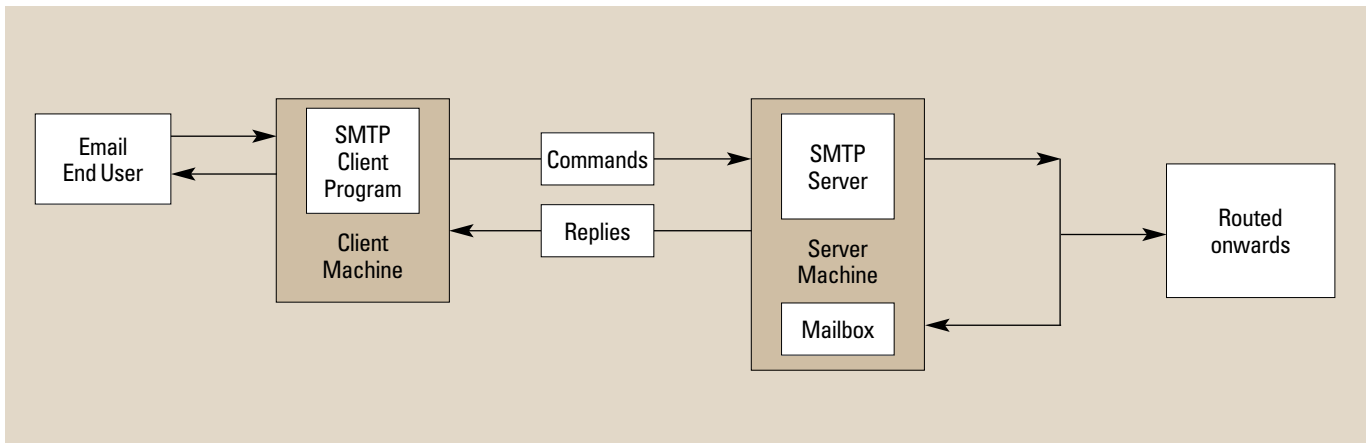 Email
End User
SMTP
Client
Program
Client
Machine
Commands
Replies
SMTP
Server
Server
Machine
Mailbox
Routed
onwards